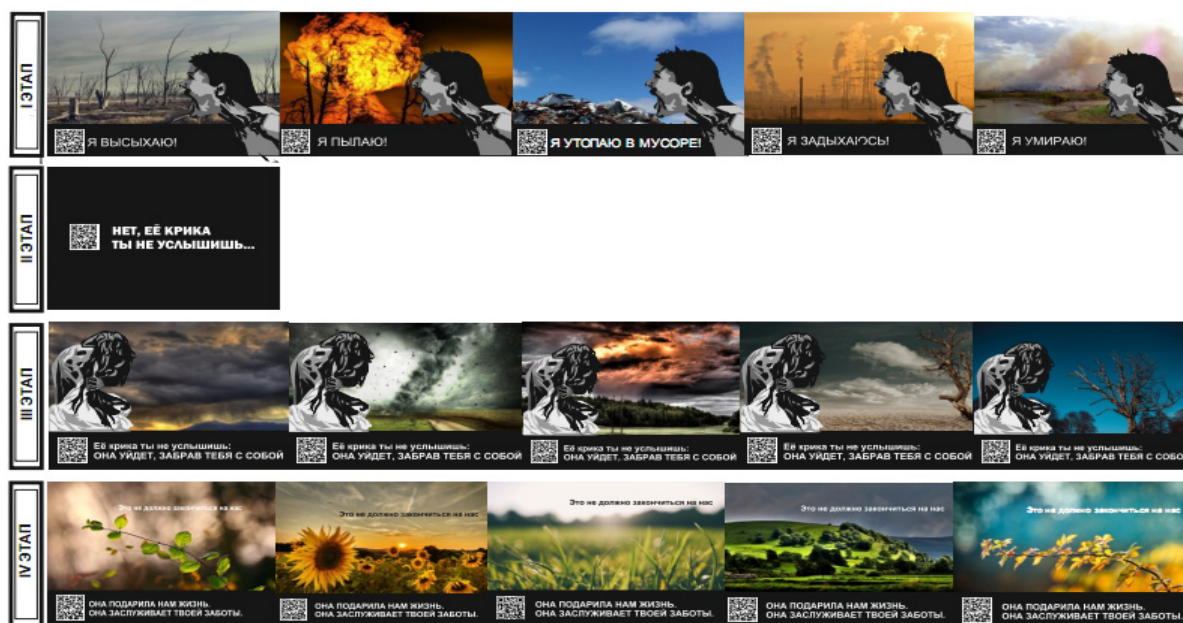 I ЭТАП
Я ВЫСЫХАЮ!
Я ПЫЛАЮ!
Я УТОПАЮ В МУСОРЕ!
Я ЗАДЫХАЮСЬ!
Я УМИРАЮ!
II ЭТАП
НЕТ, ЕЁ КРИКА
ТЫ НЕ УСЛЫШИШЬ...
III ЭТАП
Её крика ты не услышишь:
ОНА УЙДЕТ, ЗАБРАВ ТЕБЯ С СОБОЙ
Её крика ты не услышишь:
ОНА УЙДЕТ, ЗАБРАВ ТЕБЯ С СОБОЙ
Её крика ты не услышишь:
ОНА УЙДЕТ, ЗАБРАВ ТЕБЯ С СОБОЙ
Её крика ты не услышишь:
ОНА УЙДЕТ, ЗАБРАВ ТЕБЯ С СОБОЙ
Её крика ты не услышишь:
ОНА УЙДЕТ, ЗАБРАВ ТЕБЯ С СОБО
IV ЭТАП
Это не должно закончиться на нас
ОНА ПОДАРИЛА НАМ ЖИЗНЬ.
ОНА ЗАСЛУЖИВАЕТ ТВОЕЙ ЗАБОТЫ.
Это не должно закончиться на нас
ОНА ПОДАРИЛА НАМ ЖИЗНЬ.
ОНА ЗАСЛУЖИВАЕТ ТВОЕЙ ЗАБОТЫ.
Это не должно закончиться на нас
ОНА ПОДАРИЛА НАМ ЖИЗНЬ.
ОНА ЗАСЛУЖИВАЕТ ТВОЕЙ ЗАБОТЫ.
Это не должно закончиться на нас
ОНА ПОДАРИЛА НАМ ЖИЗНЬ.
ОНА ЗАСЛУЖИВАЕТ ТВОЕЙ ЗАБОТЫ.
Это не должно закончиться на нас
ОНА ПОДАРИЛА НАМ ЖИЗНЬ.
ОНА ЗАСЛУЖИВАЕТ ТВОЕЙ ЗАБОТЫ.